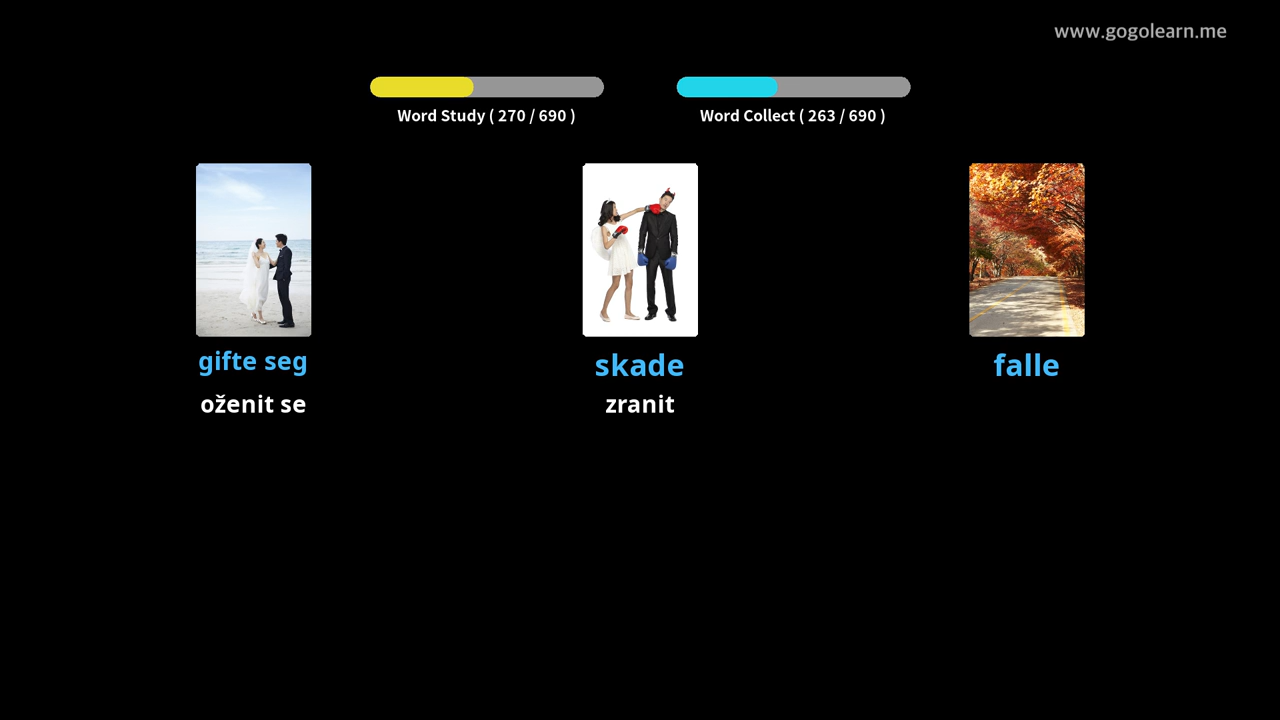 www.gogolearn.me
Word Study ( 270 / 690 )
Word Collect ( 263 / 690 )
gifte seg
skade
falle
oženit se
zranit